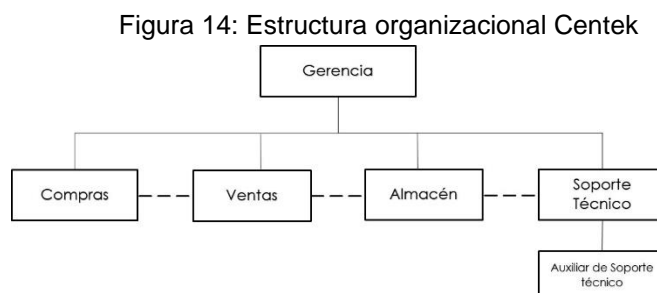 Figura 14: Estructura organizacional Centek
Gerencia
Compras
Ventas
Almacén
Soporte
Técnico
Auxiliar de Soporte
técnico